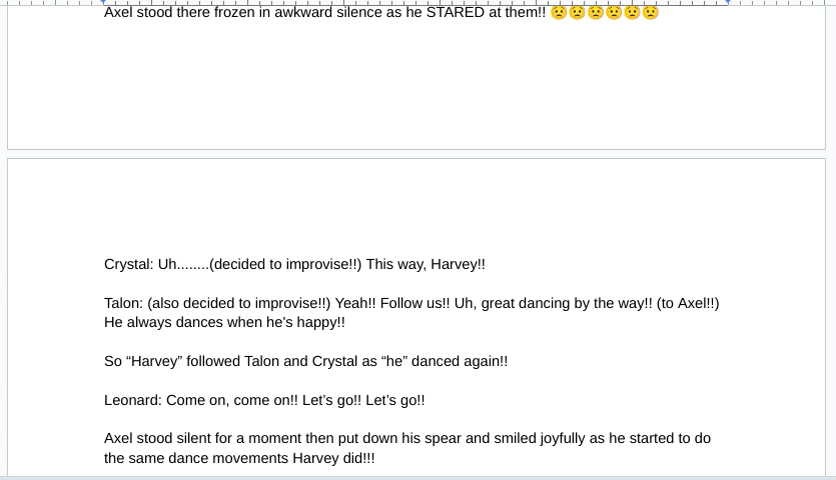 Axel stood there frozen in awkward silence as he STARED at them!! 😟😟😟😟😟😟
Crystal: Uh........(decided to improvise!!) This way, Harvey!!
Talon: (also decided to improvise!!) Yeah!! Follow us!! Uh, great dancing by the way!! (to Axel!!)
He always dances when he's happy!!
So “Harvey” followed Talon and Crystal as “he” danced again!!
Leonard: Come on, come on!! Let’s go!! Let’s go!!
Axel stood silent for a moment then put down his spear and smiled joyfully as he started to do
the same dance movements Harvey did!!!